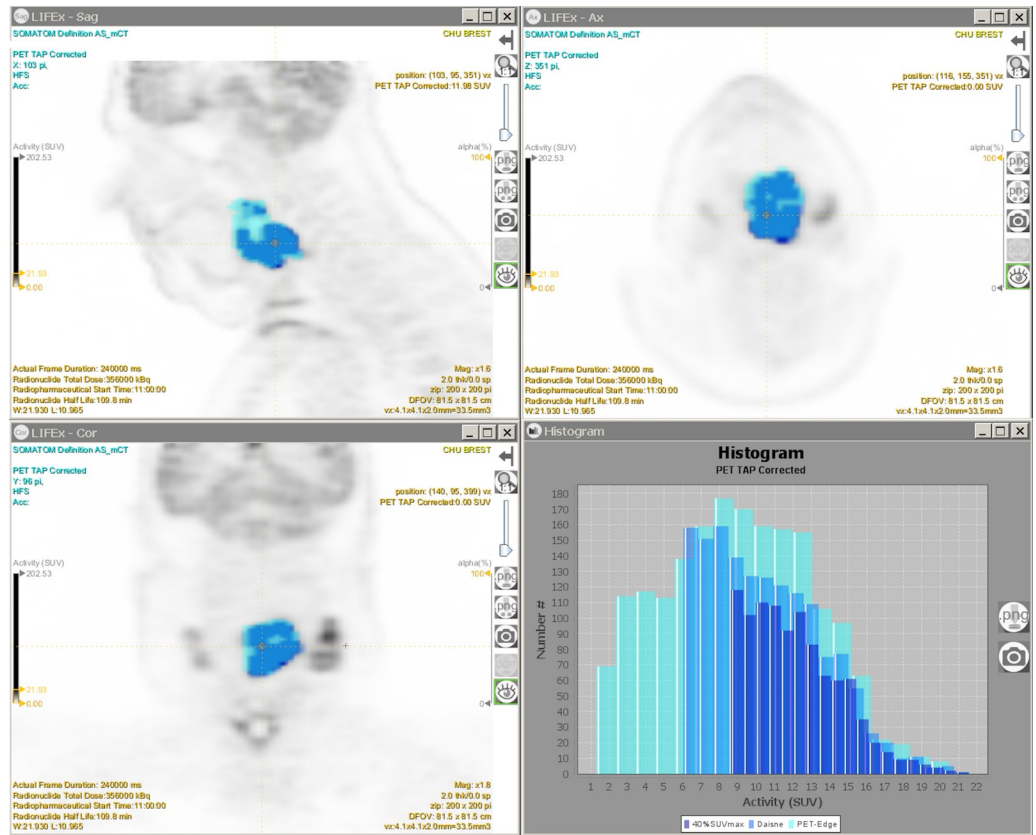 LIFEx - Sag
SOMATOM Definition AS_mCT
CHU BREST
PET TAP Corrected
X: 103 pi,
HFS
Acc:
position: (103, 95, 351) vx
PET TAP Corrected:11.98 SUV
Activity (SUV)
202.53
alpha(%)
100
21.93
0.00
0
png
png
Actual Frame Duration: 240000 ms
Radionuclide Total Dose:356000 kBq
Radiopharmaceutical Start Time:11:00:00
Radionuclide Half Life:109.8 min
W:21.930 L:10.965
Mag: x1.6
2.0 thk/0.0 sp
zip: 200 x 200 pi
DFOV: 81.5 x 81.5 cm
vx:4.1x4.1x2.0mm=33.5mm3
LIFEx - Ax
SOMATOM Definition AS_mCT
CHU BREST
PET TAP Corrected
Z: 351 pi,
HFS
Acc:
position: (116, 155, 351) vx
PET TAP Corrected:0.00 SUV
Activity (SUV)
202.53
alpha(%)
100
21.93
0.00
0
png
png
Actual Frame Duration: 240000 ms
Radionuclide Total Dose:356000 kBq
Radiopharmaceutical Start Time:11:00:00
Radionuclide Half Life:109.8 min
W:21.930 L:10.965
Mag: x1.6
2.0 thk/0.0 sp
zip: 200 x 200 pi
DFOV: 81.5 x 81.5 cm
vx:4.1x4.1x2.0mm=33.5mm3
LIFEx - Cor
SOMATOM Definition AS_mCT
CHU BREST
PET TAP Corrected
Y: 96 pi,
HFS
Acc:
position: (140, 95, 399) vx
PET TAP Corrected:0.00 SUV
Activity (SUV)
202.53
alpha(%)
100
21.93
0.00
0
png
png
Actual Frame Duration: 240000 ms
Radionuclide Total Dose:356000 kBq
Radiopharmaceutical Start Time:11:00:00
Radionuclide Half Life:109.8 min
W:21.930 L:10.965
Mag: x1.8
2.0 thk/0.0 sp
zip: 200 x 200 pi
DFOV: 81.5 x 81.5 cm
vx:4.1x4.1x2.0mm=33.5mm3
Histogram
Histogram
PET TAP Corrected
Number #
180
170
160
150
140
130
120
110
100
90
80
70
60
50
40
30
20
10
0
1 2 3 4 5 6 7 8 9 10 11 12 13 14 15 16 17 18 19 20 21 22
Activity (SUV)
40%SUVmax Daisne PET-Edge
png